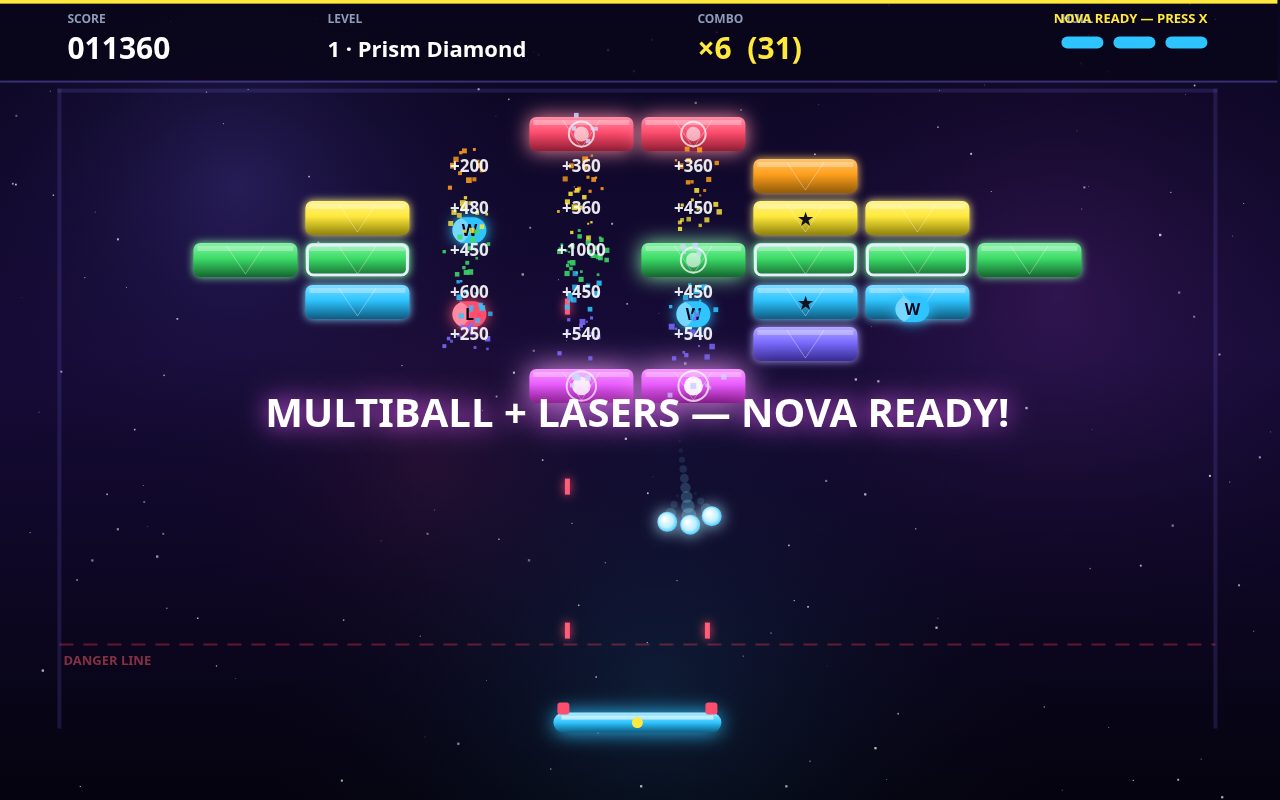 SCORE
LEVEL
COMBO
NOVA READY — PRESS X
011360
1 · Prism Diamond
×6 (31)
+200
+360
+360
+480
+360
+450
W
+450
+1000
+600
+450
+450
L
W
W
+250
+540
+540
MULTIBALL + LASERS — NOVA READY!
DANGER LINE